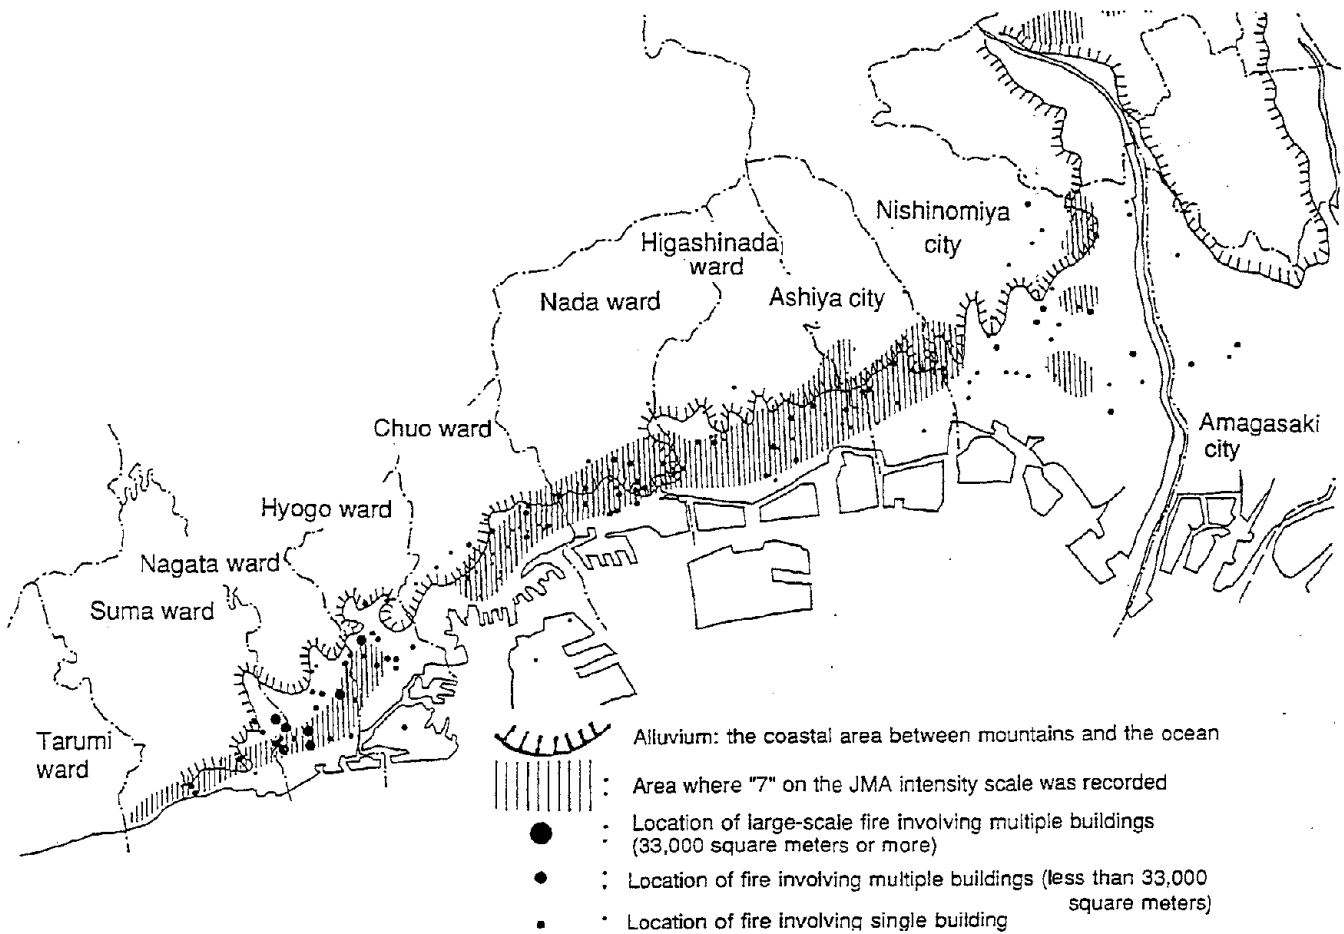 Nishinomiya
city
Higashinada
ward
Nada ward
Ashiya city
Chuo ward
Amagasaki
city
Hyogo ward
Nagata ward
Suma ward
Tarumi
ward
Alluvium: the coastal area between mountains and the ocean
: Area where "7" on the JMA intensity scale was recorded
: Location of large-scale fire involving multiple buildings
(33,000 square meters or more)
: Location of fire involving multiple buildings (less than 33,000
square meters)
: Location of fire involving single building